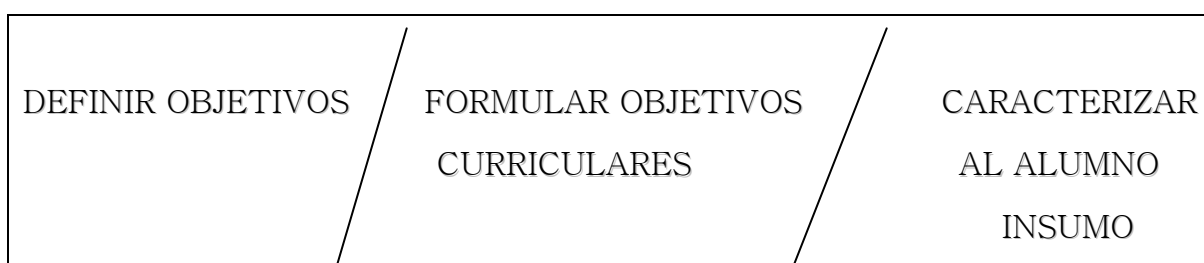 DEFINIR OBJETIVOS
FORMULAR OBJETIVOS
CURRICULARES
CARACTERIZAR
AL ALUMNO
INSUMO